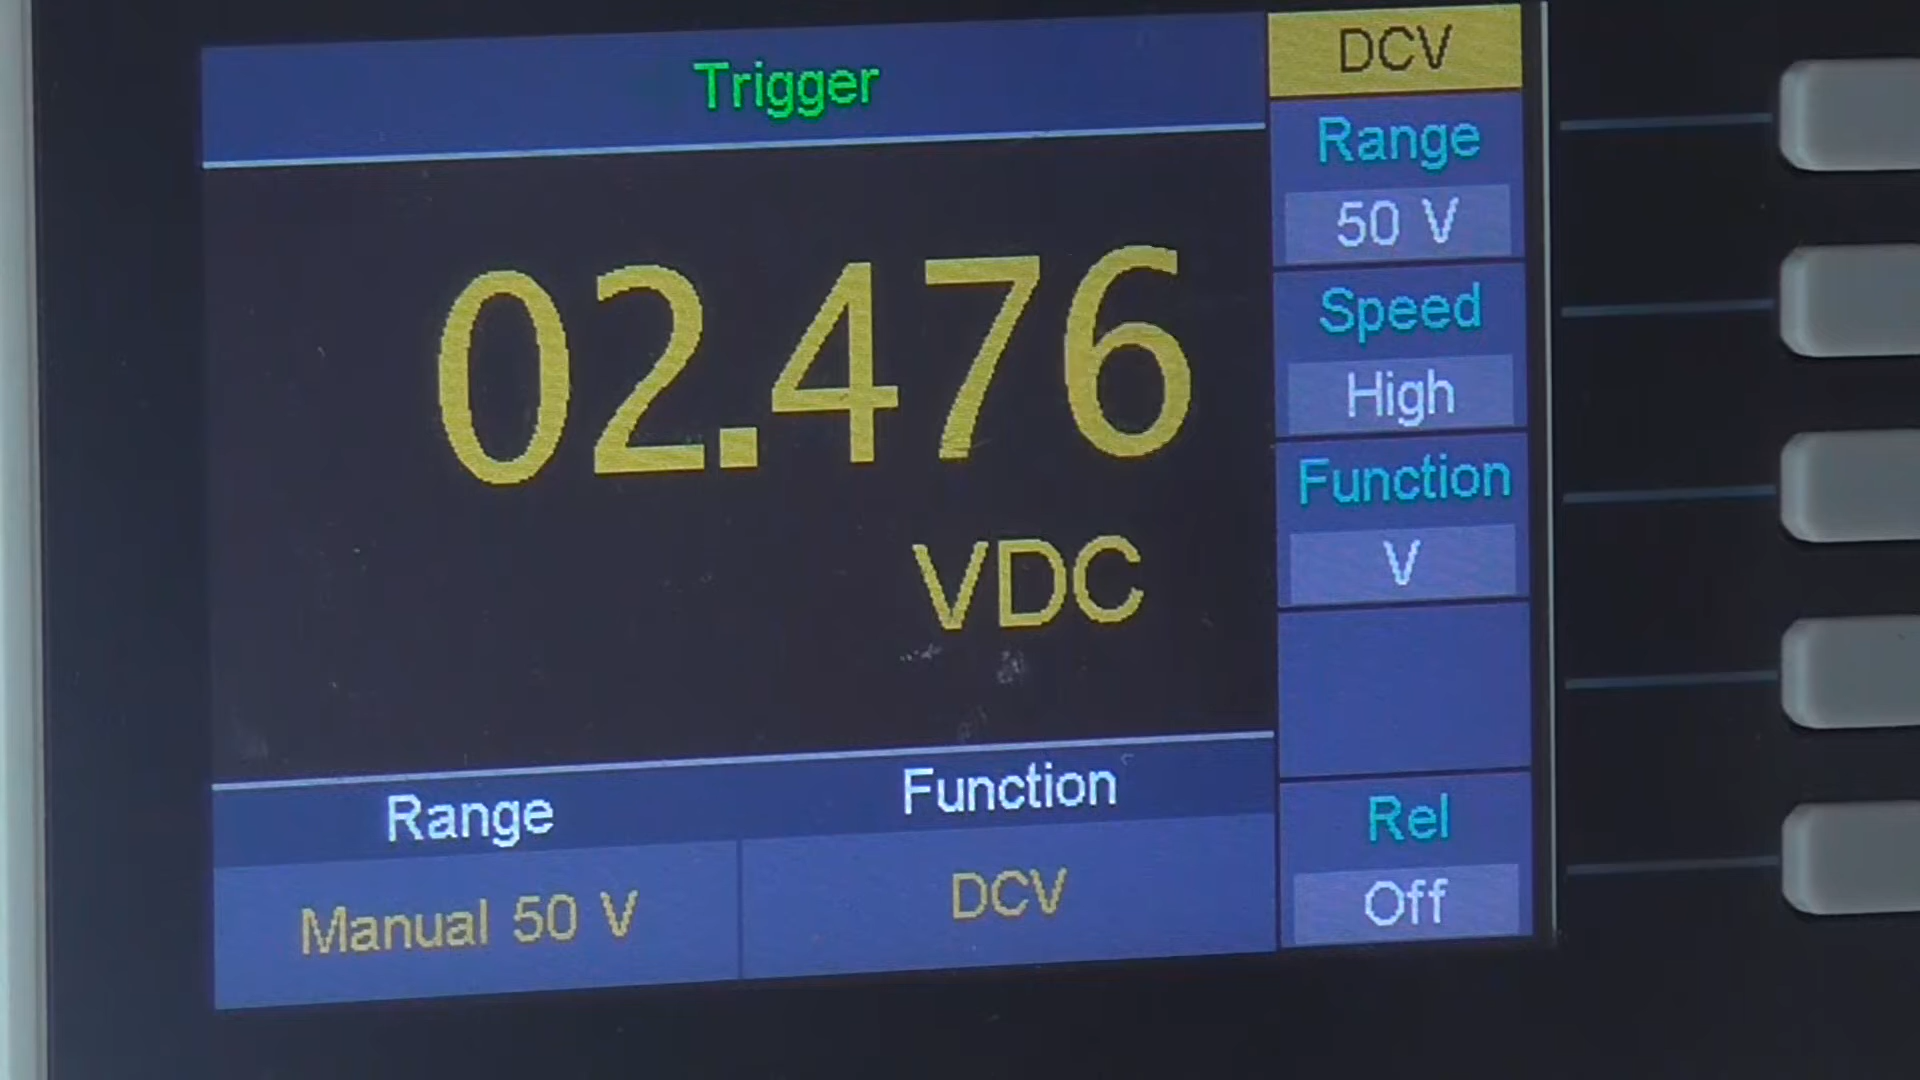 Trigger
02.476
VDC
Range
Function
Manual 50 V
DCV
DCV
Range
50 V
Speed
High
Function
V
Rel
Off